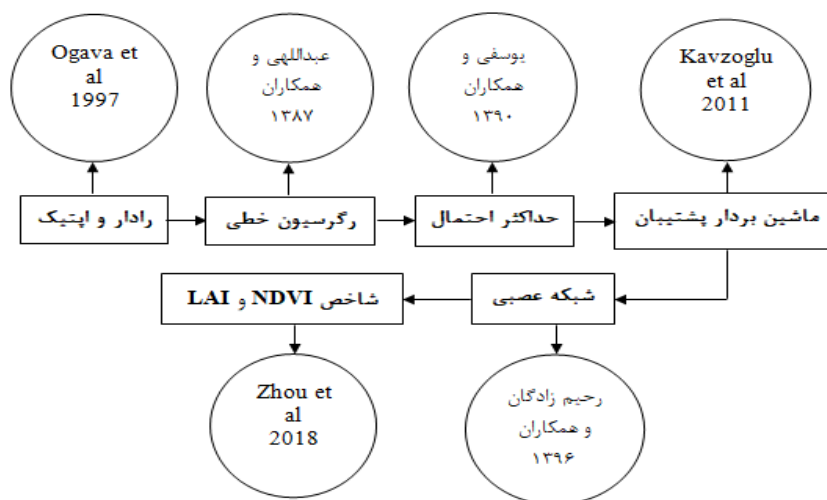 Ogava et
al
1997
عبداللهی و
همکاران
۱۳۸۷
یوسفی و
همکاران
۱۳۹۰
Kavzoglu
et al
2011
رادار و اپتیک
رگرسیون خطی
حداکثر احتمال
ماشین بردار پشتیبان
شبکه عصبی
شاخص NDVI و LAI
رحیم زادگان
و همکاران
۱۳۹۶
Zhou et
al
2018